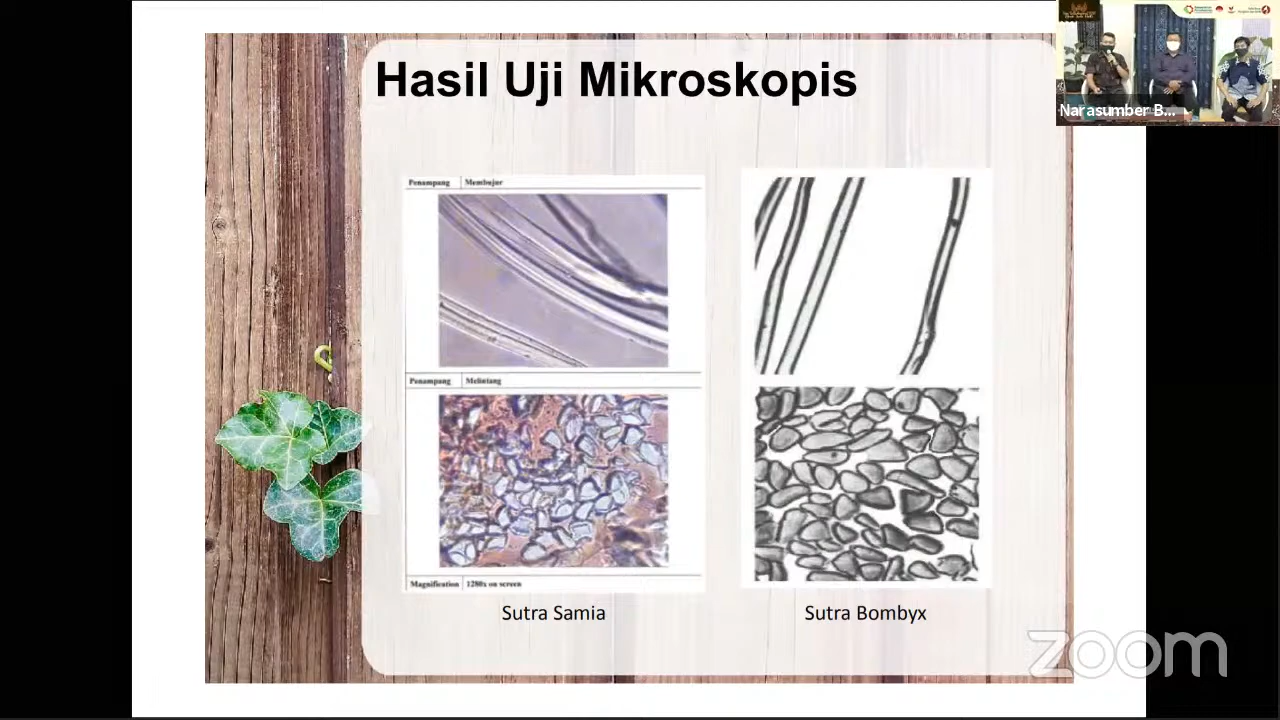 Hasil Uji Mikroskopis
Narasumber B...
Penampang Membujur
Penampang Melintang
Magnification 1280x on screen
Sutra Samia
Sutra Bombyx
zoom